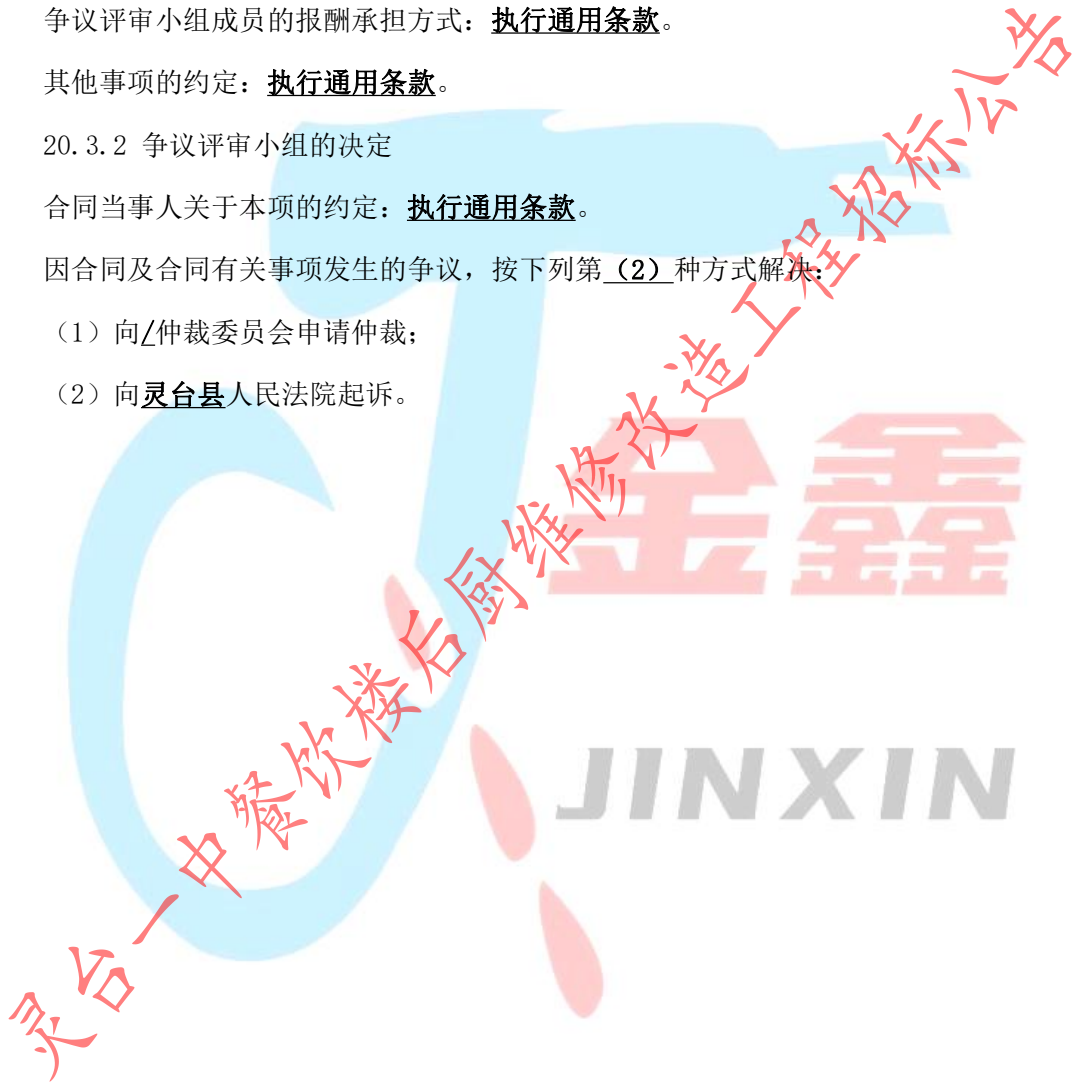 争议评审小组成员的报酬承担方式：执行通用条款。
其他事项的约定：执行通用条款。
20.3.2 争议评审小组的决定
合同当事人关于本项的约定：执行通用条款。
因合同及合同有关事项发生的争议，按下列第（2）种方式解决：
（1）向/仲裁委员会申请仲裁；
（2）向灵台县人民法院起诉。
金鑫
JINXIN
灵台一中餐饮楼后厨维修改造工程招标公告